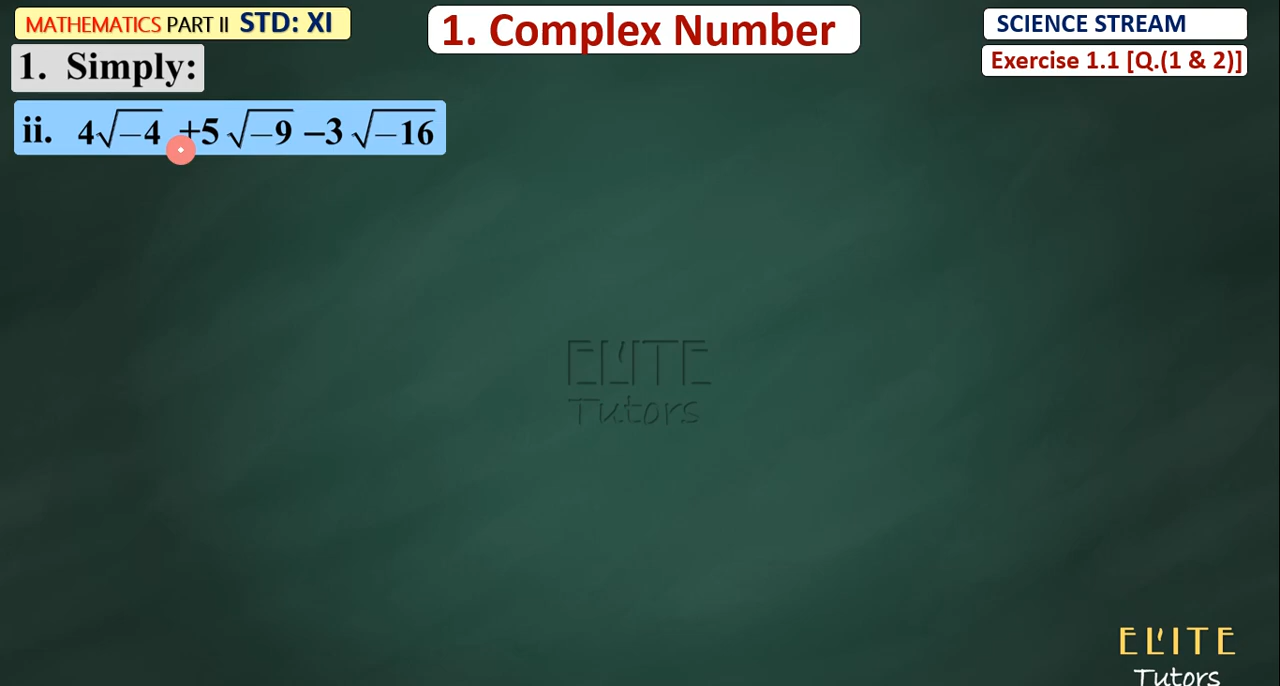 MATHEMATICS PART II STD: XI
1. Complex Number
SCIENCE STREAM
Exercise 1.1 [Q.(1 & 2)]
1. Simply:
ii. 4√−4 +5√−9 −3√−16
ELITE
Tutors
ELITE
Tutors